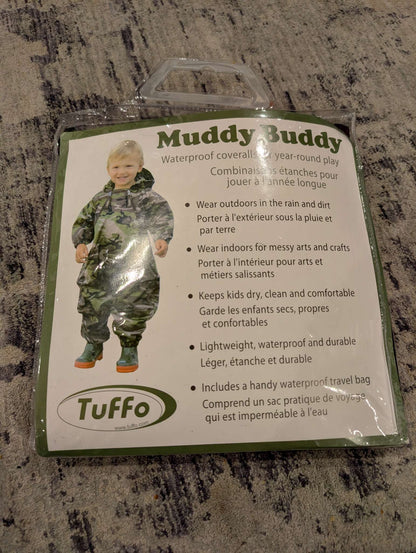 Muddy Buddy
Waterproof coveralls for year-round play
Combinaisons étanches pour
jouer à l'année longue
• Wear outdoors in the rain and dirt
Porter à l'extérieur sous la pluie et
par terre
• Wear indoors for messy arts and crafts
Porter à l'intérieur pour arts et
métiers salissants
• Keeps kids dry, clean and comfortable
Garde les enfants secs, propres
et confortables
• Lightweight, waterproof and durable
Léger, étanche et durable
• Includes a handy waterproof travel bag
Comprend un sac pratique de voyage
qui est imperméable à l'eau
Tuffo
www.tuffo.com